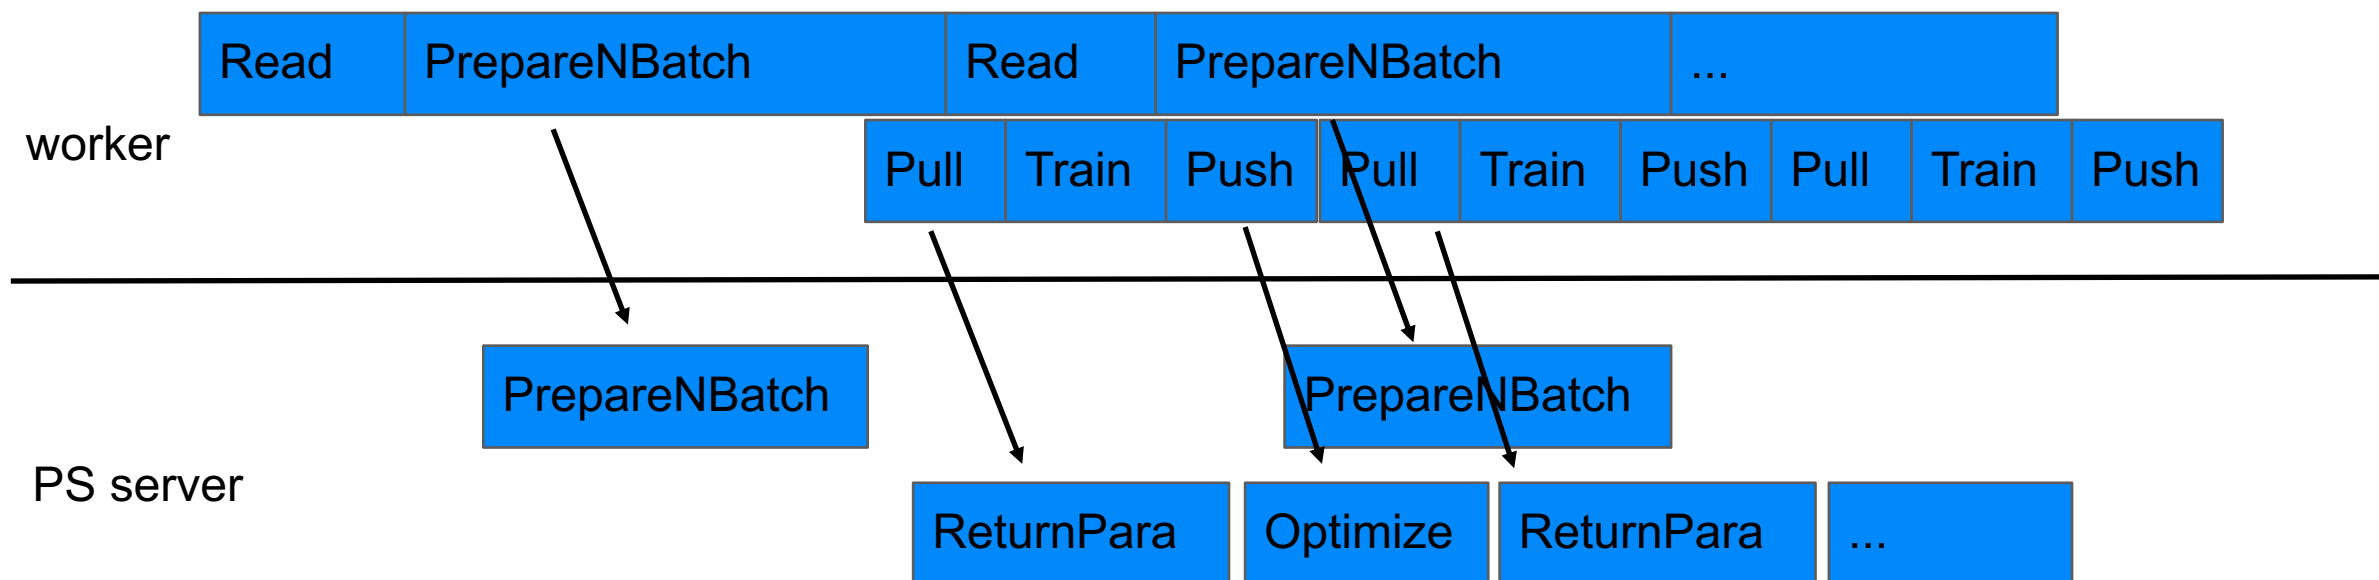 Read PrepareNBatch Read PrepareNBatch ...
worker
Pull Train Push Pull Train Push Pull Train Push
PrepareNBatch PrepareNBatch
PS server
ReturnPara Optimize ReturnPara ...